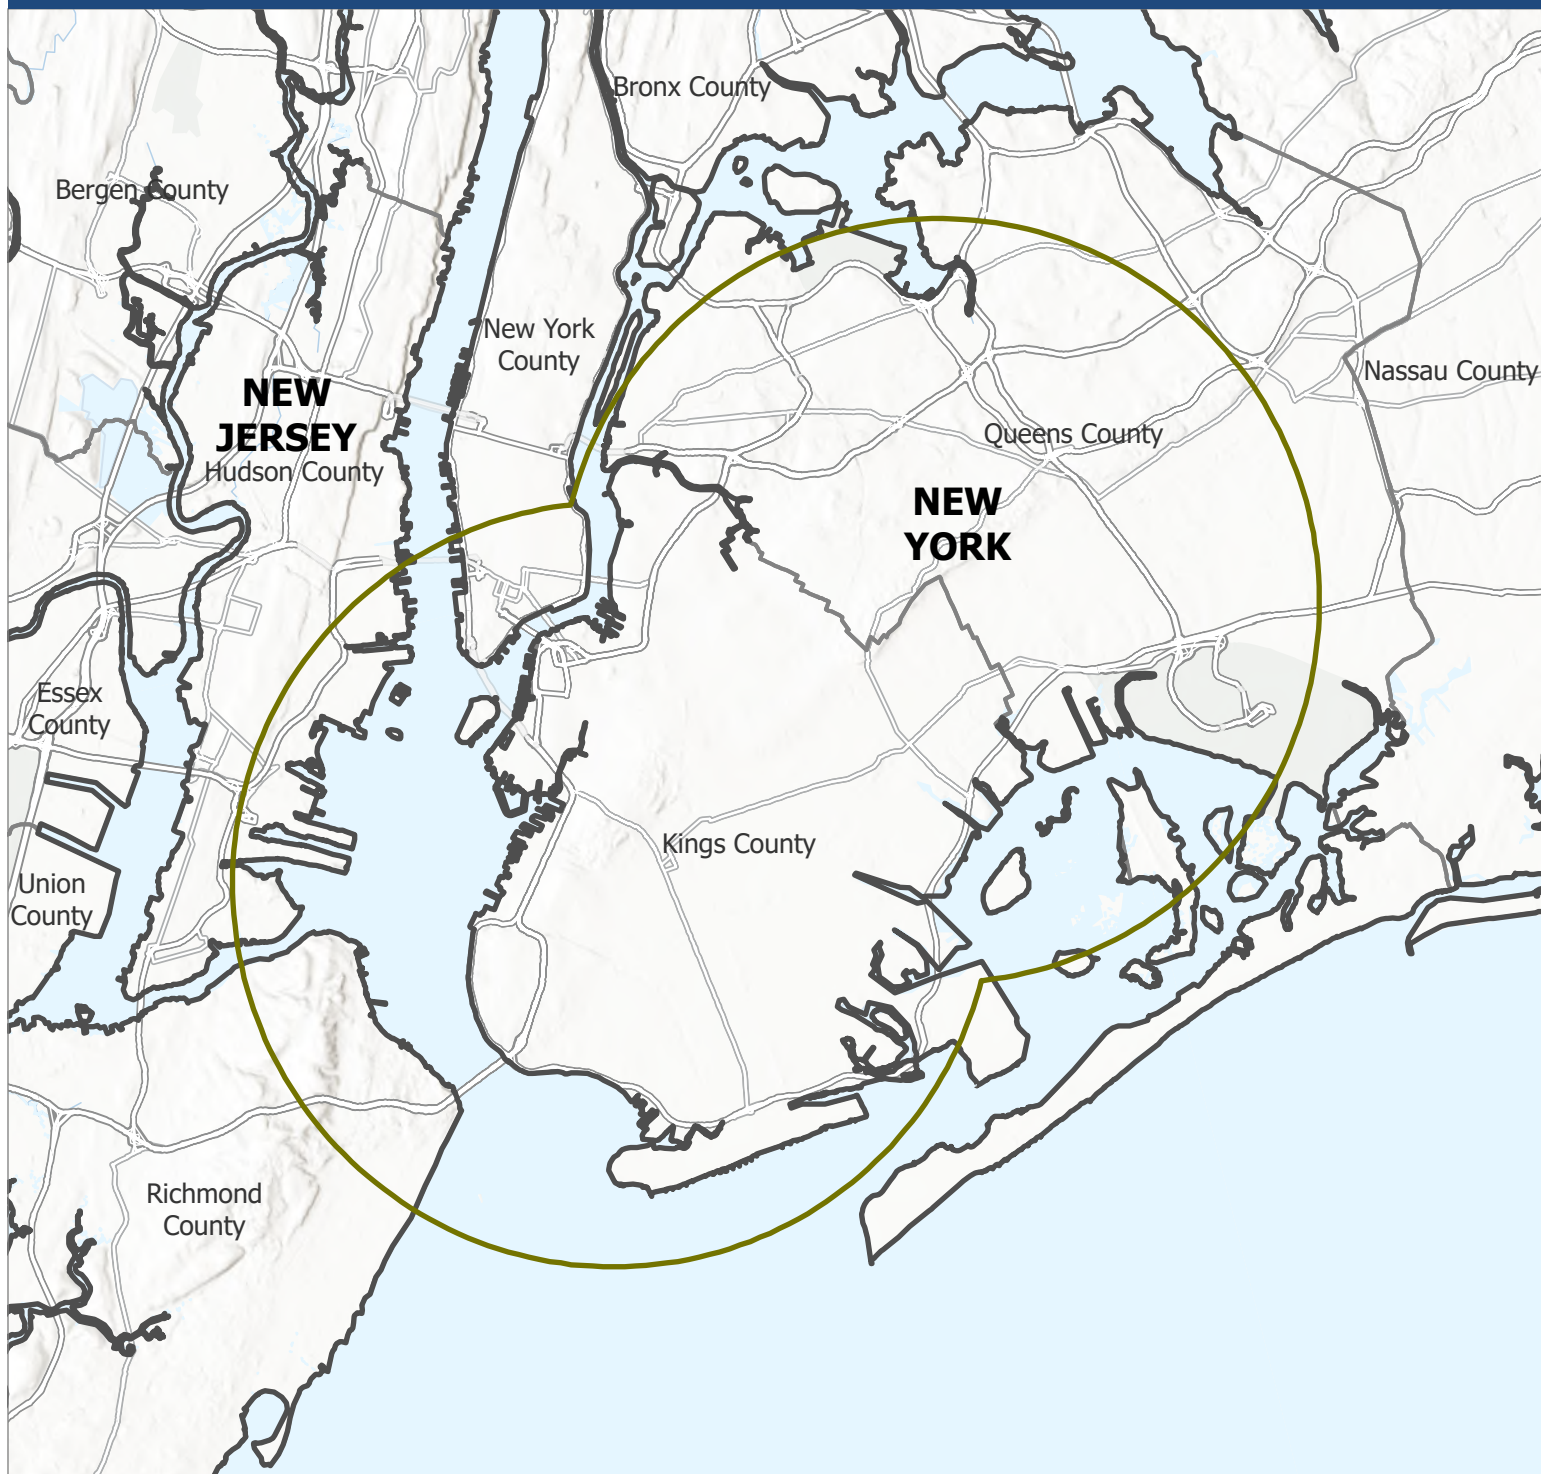 Bronx County
Bergen County
New York
County
Nassau County
NEW
JERSEY
Hudson County
Queens County
NEW
YORK
Essex
County
Kings County
Union
County
Richmond
County